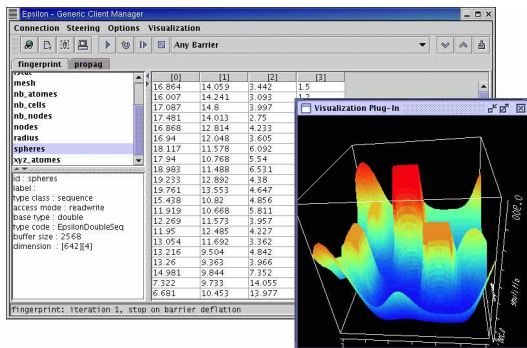 Epsilon - Generic Client Manager
Connection Steering Options Visualization
Any Barrier
fingerprint propag
mesh
nb_atomes
nb_cells
nb_nodes
nodes
radius
spheres
xyz_atomes
id : spheres
label :
type class : sequence
access mode : readwrite
base type : double
type code : EpsilonDoubleSeq
buffer size : 2568
dimension : [642][4]
[0] [1] [2] [3]
16.864 14.059 3.442 1.5
16.007 14.241 3.093
17.087 14.8 3.997
17.481 14.013 2.75
16.868 12.814 4.233
16.94 12.048 3.605
18.117 11.578 6.092
17.94 10.768 5.54
18.983 11.488 6.531
19.233 12.892 4.38
19.761 13.553 4.647
15.438 10.82 4.856
11.919 10.668 5.811
12.269 11.573 3.957
11.95 12.485 4.227
13.054 11.692 3.362
13.216 9.504 4.842
13.26 9.363 3.966
14.981 9.844 7.352
7.322 9.733 14.055
6.681 10.453 13.977
fingerprint: iteration 1, stop on barrier deflation
Visualization Plug-In